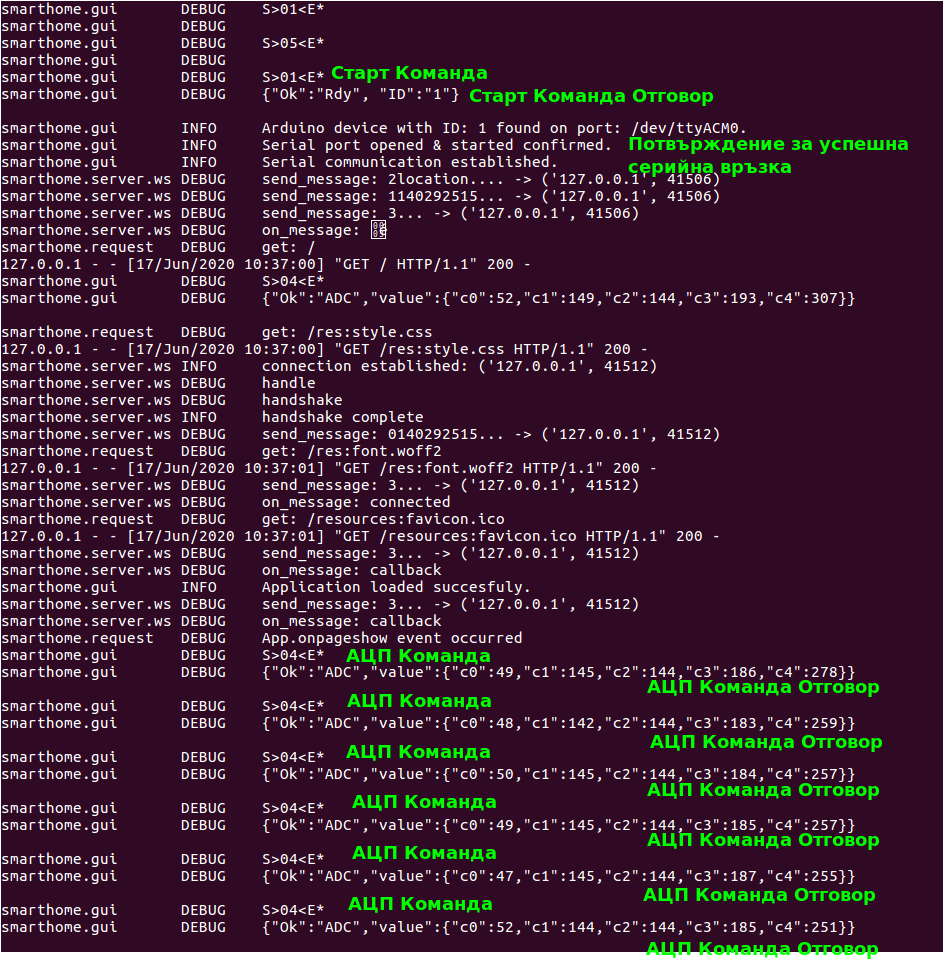 smarthome.gui DEBUG S>01<E*
smarthome.gui DEBUG
smarthome.gui DEBUG S>05<E*
smarthome.gui DEBUG
smarthome.gui DEBUG S>01<E* Старт Команда
smarthome.gui DEBUG {"Ok":"Rdy", "ID":"1"} Старт Команда Отговор
smarthome.gui INFO Arduino device with ID: 1 found on port: /dev/ttyACM0.
smarthome.gui INFO Serial port opened & started confirmed. Потвърждение за успешна
smarthome.gui INFO Serial communication established. серийна връзка
smarthome.server.ws DEBUG send_message: 2location.... -> ('127.0.0.1', 41506)
smarthome.server.ws DEBUG send_message: 1140292515... -> ('127.0.0.1', 41506)
smarthome.server.ws DEBUG send_message: 3... -> ('127.0.0.1', 41506)
smarthome.server.ws DEBUG on_message:
smarthome.request DEBUG get: /
127.0.0.1 - - [17/Jun/2020 10:37:00] "GET / HTTP/1.1" 200 -
smarthome.gui DEBUG S>04<E*
smarthome.gui DEBUG {"Ok":"ADC","value":{"c0":52,"c1":149,"c2":144,"c3":193,"c4":307}}
smarthome.request DEBUG get: /res:style.css
127.0.0.1 - - [17/Jun/2020 10:37:00] "GET /res:style.css HTTP/1.1" 200 -
smarthome.server.ws INFO connection established: ('127.0.0.1', 41512)
smarthome.server.ws DEBUG handle
smarthome.server.ws DEBUG handshake
smarthome.server.ws INFO handshake complete
smarthome.server.ws DEBUG send_message: 0140292515... -> ('127.0.0.1', 41512)
smarthome.request DEBUG get: /res:font.woff2
127.0.0.1 - - [17/Jun/2020 10:37:01] "GET /res:font.woff2 HTTP/1.1" 200 -
smarthome.server.ws DEBUG send_message: 3... -> ('127.0.0.1', 41512)
smarthome.server.ws DEBUG on_message: connected
smarthome.request DEBUG get: /resources:favicon.ico
127.0.0.1 - - [17/Jun/2020 10:37:01] "GET /resources:favicon.ico HTTP/1.1" 200 -
smarthome.server.ws DEBUG send_message: 3... -> ('127.0.0.1', 41512)
smarthome.server.ws DEBUG on_message: callback
smarthome.gui INFO Application loaded succesfuly.
smarthome.server.ws DEBUG send_message: 3... -> ('127.0.0.1', 41512)
smarthome.server.ws DEBUG on_message: callback
smarthome.request DEBUG App.onpageshow event occurred
smarthome.gui DEBUG S>04<E* АЦП Команда
smarthome.gui DEBUG {"Ok":"ADC","value":{"c0":49,"c1":145,"c2":144,"c3":186,"c4":278}}
АЦП Команда Отговор
smarthome.gui DEBUG S>04<E* АЦП Команда
smarthome.gui DEBUG {"Ok":"ADC","value":{"c0":48,"c1":142,"c2":144,"c3":183,"c4":259}}
АЦП Команда Отговор
smarthome.gui DEBUG S>04<E* АЦП Команда
smarthome.gui DEBUG {"Ok":"ADC","value":{"c0":50,"c1":145,"c2":144,"c3":184,"c4":257}}
АЦП Команда Отговор
smarthome.gui DEBUG S>04<E* АЦП Команда
smarthome.gui DEBUG {"Ok":"ADC","value":{"c0":49,"c1":145,"c2":144,"c3":185,"c4":257}}
АЦП Команда Отговор
smarthome.gui DEBUG S>04<E* АЦП Команда
smarthome.gui DEBUG {"Ok":"ADC","value":{"c0":47,"c1":145,"c2":144,"c3":187,"c4":255}}
АЦП Команда Отговор
smarthome.gui DEBUG S>04<E* АЦП Команда
smarthome.gui DEBUG {"Ok":"ADC","value":{"c0":52,"c1":144,"c2":144,"c3":185,"c4":251}}
АЦП Команда Отговор